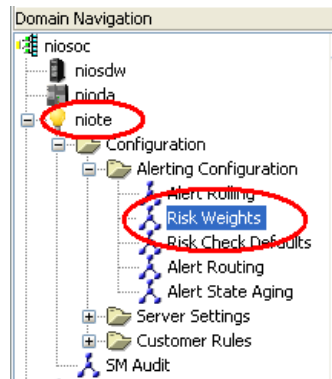 Domain Navigation
niosoc
niosdw
nioda
niote
Configuration
Alerting Configuration
Alert Rolling
Risk Weights
Risk Check Defaults
Alert Routing
Alert State Aging
Server Settings
Customer Rules
SM Audit